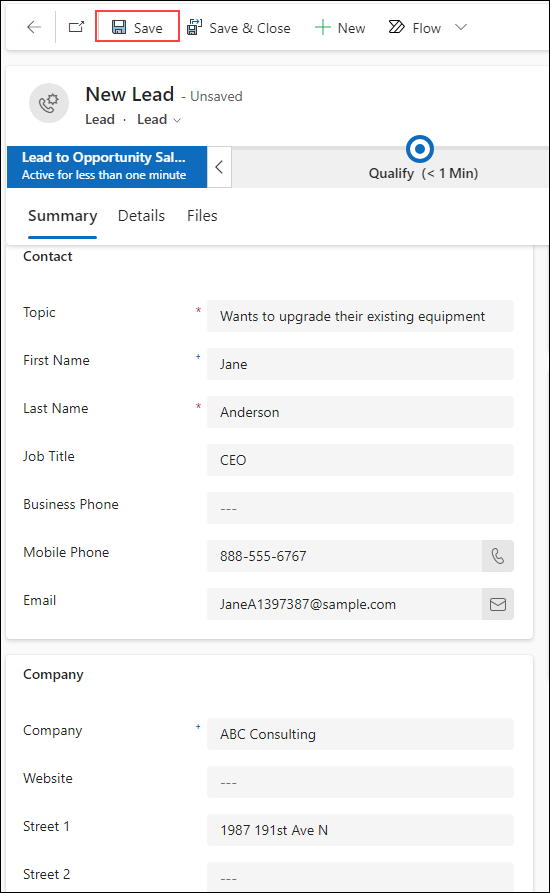 Save Save & Close New Flow
New Lead - Unsaved
Lead · Lead
Lead to Opportunity Sal...
Active for less than one minute
Qualify (< 1 Min)
Summary Details Files
Contact
Topic * Wants to upgrade their existing equipment
First Name + Jane
Last Name * Anderson
Job Title CEO
Business Phone ---
Mobile Phone 888-555-6767
Email JaneA1397387@sample.com
Company
Company + ABC Consulting
Website ---
Street 1 1987 191st Ave N
Street 2 ---